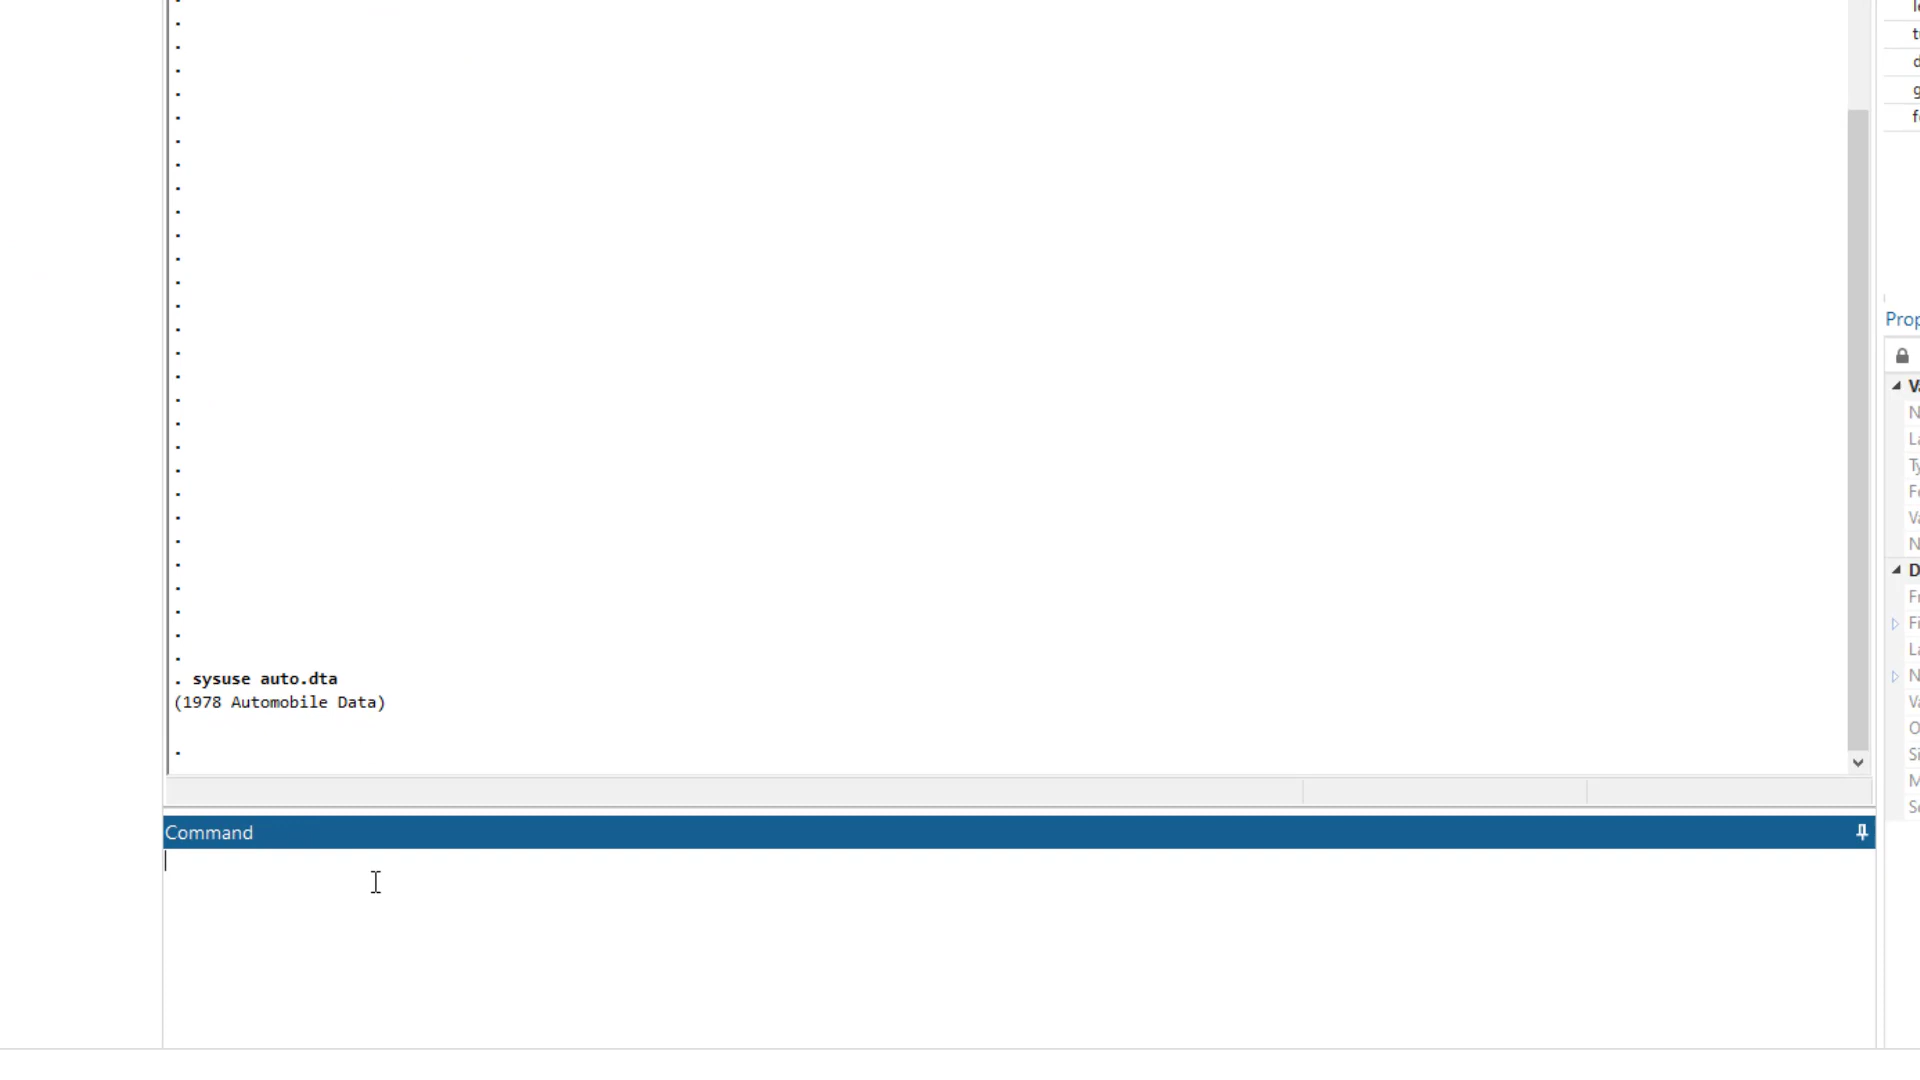 . sysuse auto.dta
(1978 Automobile Data)
.
Command
Prop